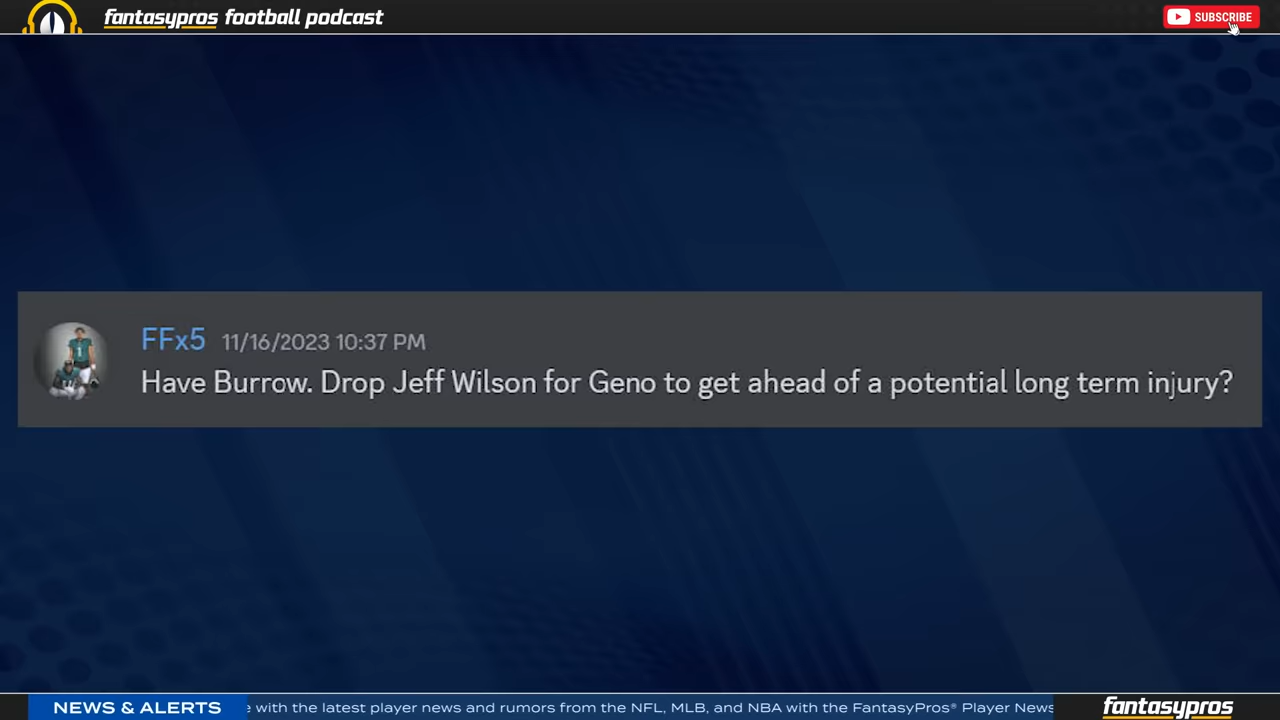 fantasypros football podcast
SUBSCRIBE
FFx5 11/16/2023 10:37 PM
Have Burrow. Drop Jeff Wilson for Geno to get ahead of a potential long term injury?
NEWS & ALERTS e with the latest player news and rumors from the NFL, MLB, and NBA with the FantasyPros® Player News fantasypros